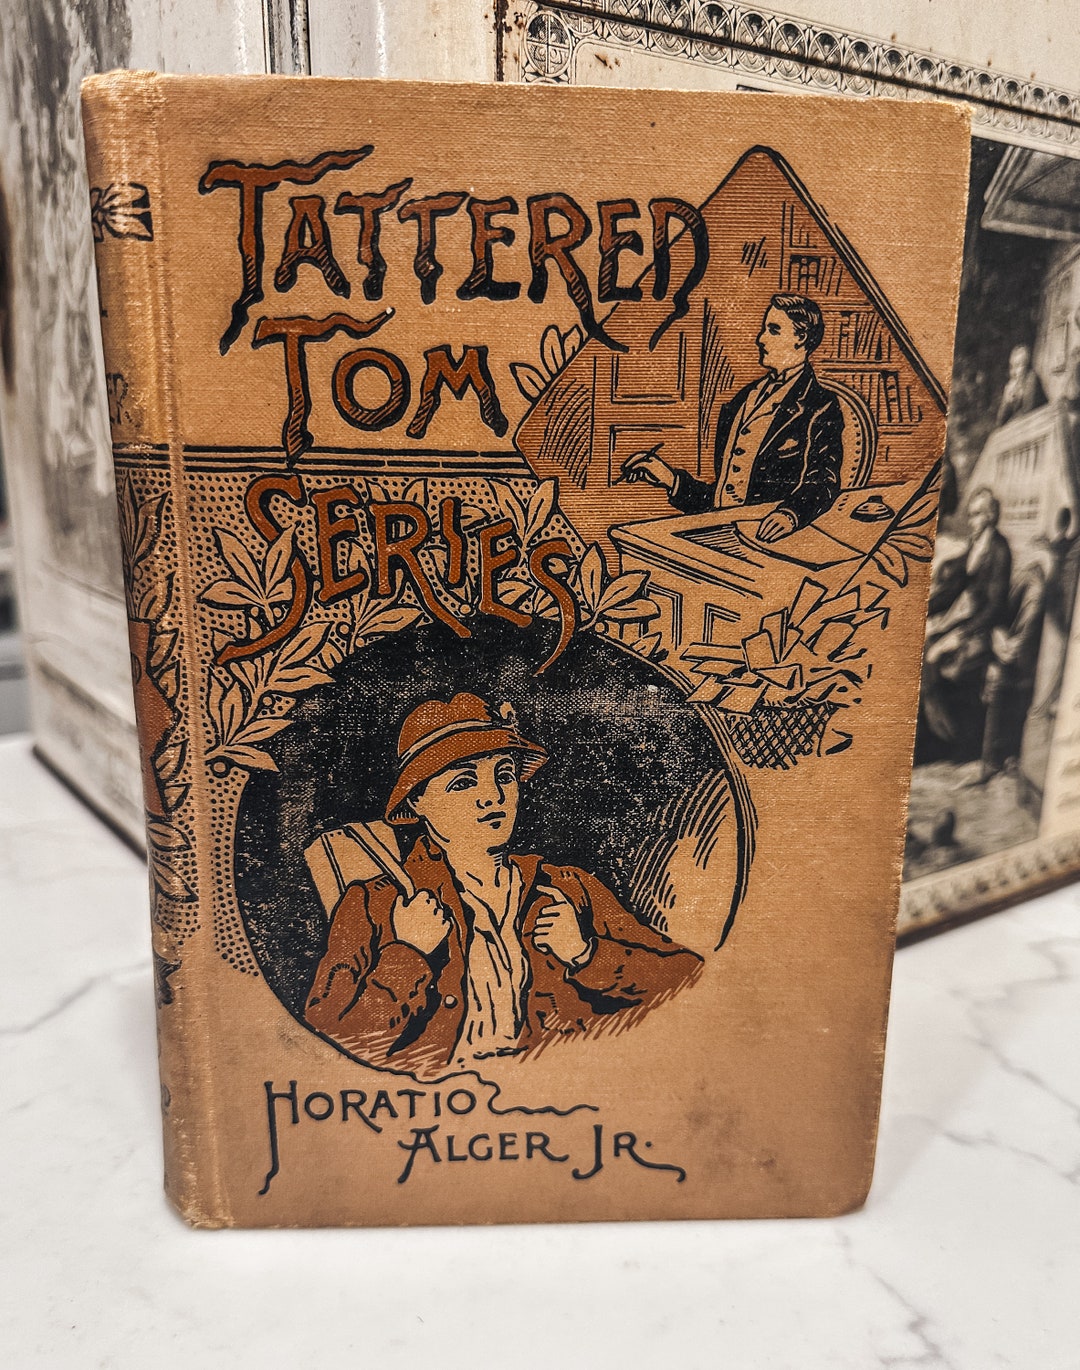 TATTERED
TOM
SERIES
HORATIO
ALGER JR.